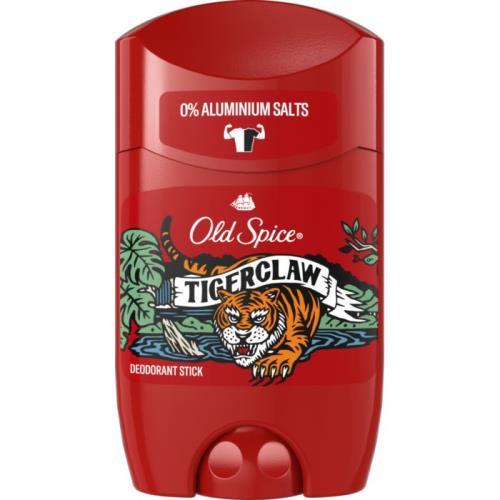 0% ALUMINIUM SALTS
Old Spice®
TIGERCLAW
DEODORANT STICK